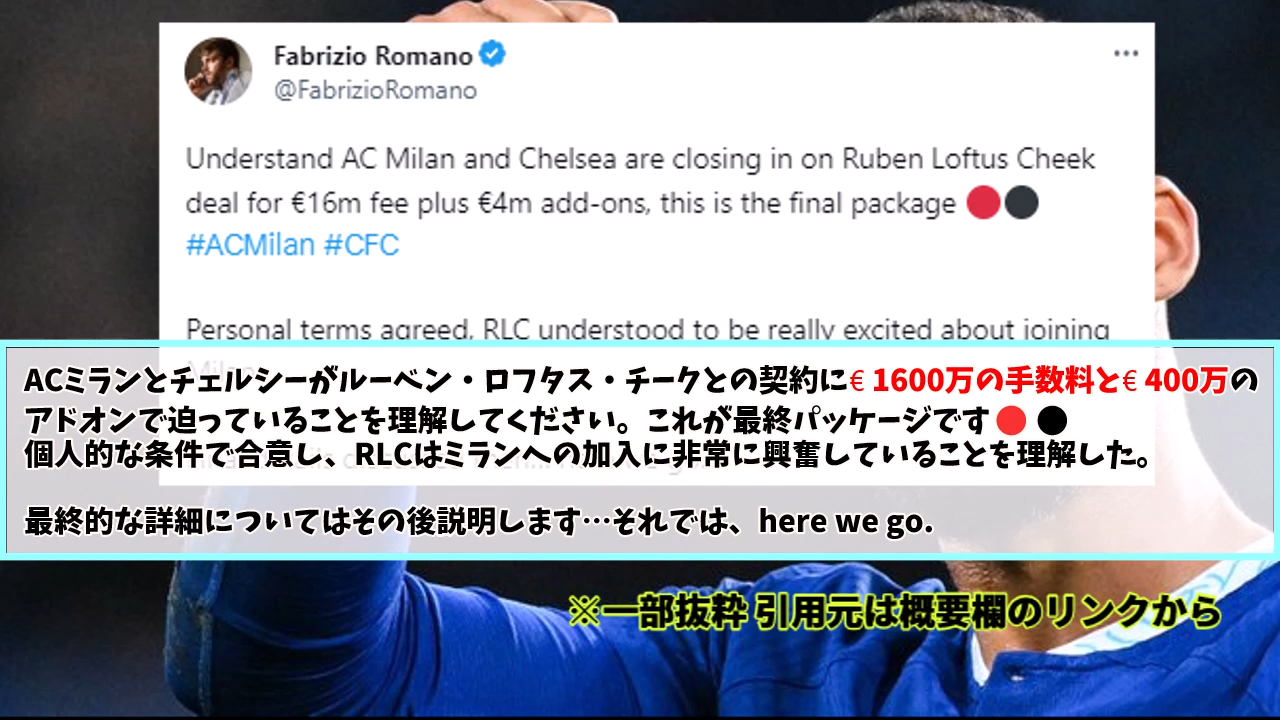 Fabrizio Romano
@FabrizioRomano
Understand AC Milan and Chelsea are closing in on Ruben Loftus Cheek
deal for €16m fee plus €4m add-ons, this is the final package 🔴⚫
#ACMilan #CFC
Personal terms agreed, RLC understood to be really excited about joining
ACミランとチェルシーがルーベン・ロフタス・チークとの契約に€ 1600万の手数料と€ 400万の
アドオンで迫っていることを理解してください。これが最終パッケージです🔴 ⚫
個人的な条件で合意し、RLCはミランへの加入に非常に興奮していることを理解した。
最終的な詳細についてはその後説明します…それでは、here we go.
※一部抜粋 引用元は概要欄のリンクから